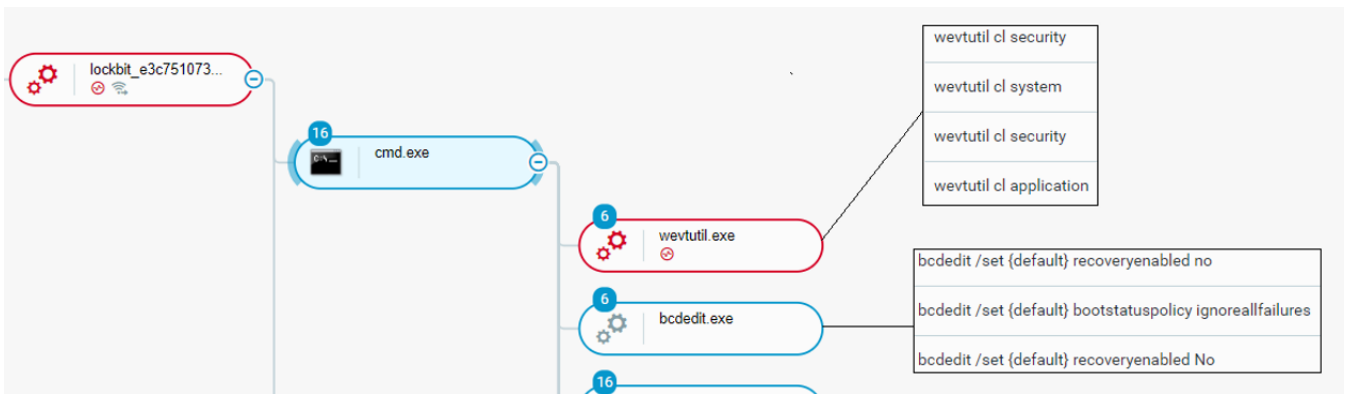 lockbit_e3c751073...
16
cmd.exe
6
wevtutil.exe
wevtutil cl security
wevtutil cl system
wevtutil cl security
wevtutil cl application
6
bcdedit.exe
bcdedit /set {default} recoveryenabled no
bcdedit /set {default} bootstatuspolicy ignoreallfailures
bcdedit /set {default} recoveryenabled No
16